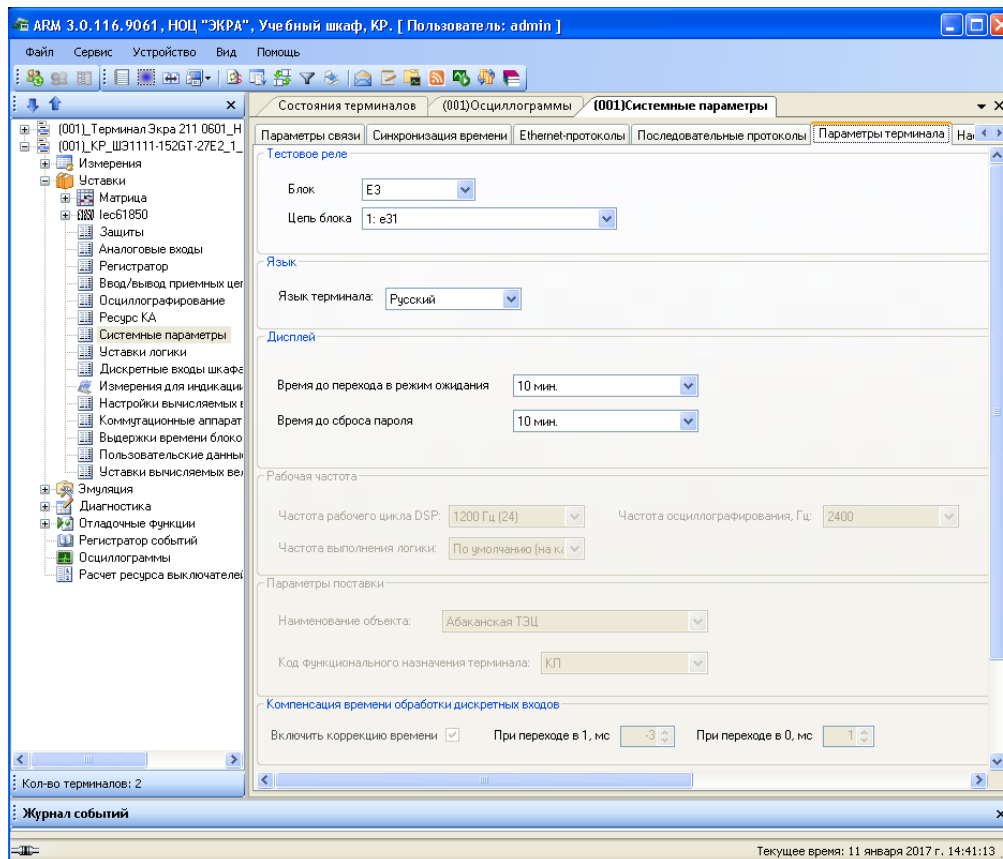 ARM 3.0.116.9061, НОЦ "ЭКРА", Учебный шкаф, КР. [ Пользователь: admin ]
Файл Сервис Устройство Вид Помощь
(001)_Терминал Экра 211 0601_Н
(001)_КР_ШЭ1111-152GT-27E2_1_
Измерения
Уставки
Матрица
Iec61850
Защиты
Аналоговые входы
Регистратор
Ввод/вывод приемных цеп
Осциллографирование
Ресурс КА
Системные параметры
Уставки логики
Дискретные входы шкафа
Измерения для индикации
Настройки вычисляемых в
Коммутационные аппарат
Выдержки времени блоко
Пользовательские данны
Уставки вычисляемых вел
Эмуляция
Диагностика
Отладочные функции
Регистратор событий
Осциллограммы
Расчет ресурса выключателей
Кол-во терминалов: 2
Состояния терминалов (001)Осциллограммы (001)Системные параметры
Параметры связи Синхронизация времени Ethernet-протоколы Последовательные протоколы Параметры терминала На
Тестовое реле
Блок E3
Цепь блока 1: e31
Язык
Язык терминала: Русский
Дисплей
Время до перехода в режим ожидания 10 мин.
Время до сброса пароля 10 мин.
Рабочая частота
Частота рабочего цикла DSP: 1200 Гц (24) Частота осциллографирования, Гц: 2400
Частота выполнения логики: По умолчанию (на ка
Параметры поставки
Наименование объекта: Абаканская ТЭЦ
Код функционального назначения терминала: КП
Компенсация времени обработки дискретных входов
Включить коррекцию времени При переходе в 1, мс -3 При переходе в 0, мс 1
Журнал событий
Текущее время: 11 января 2017 г. 14:41:13